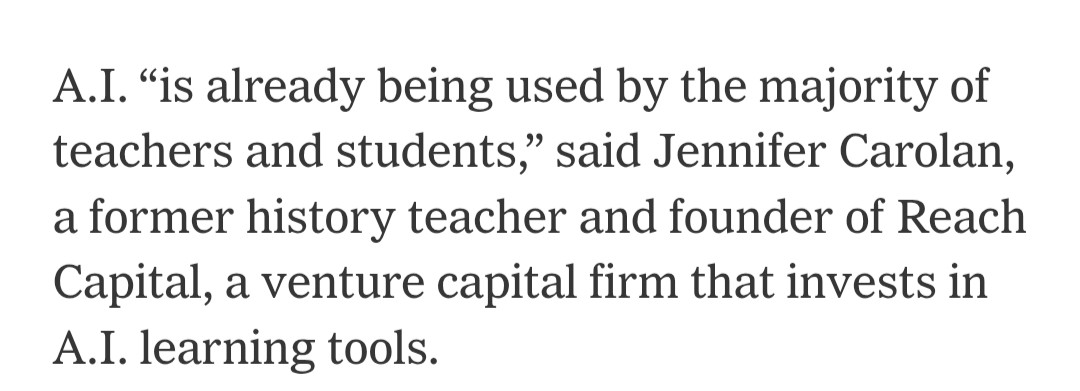 A.I. “is already being used by the majority of
teachers and students,” said Jennifer Carolan,
a former history teacher and founder of Reach
Capital, a venture capital firm that invests in
A.I. learning tools.